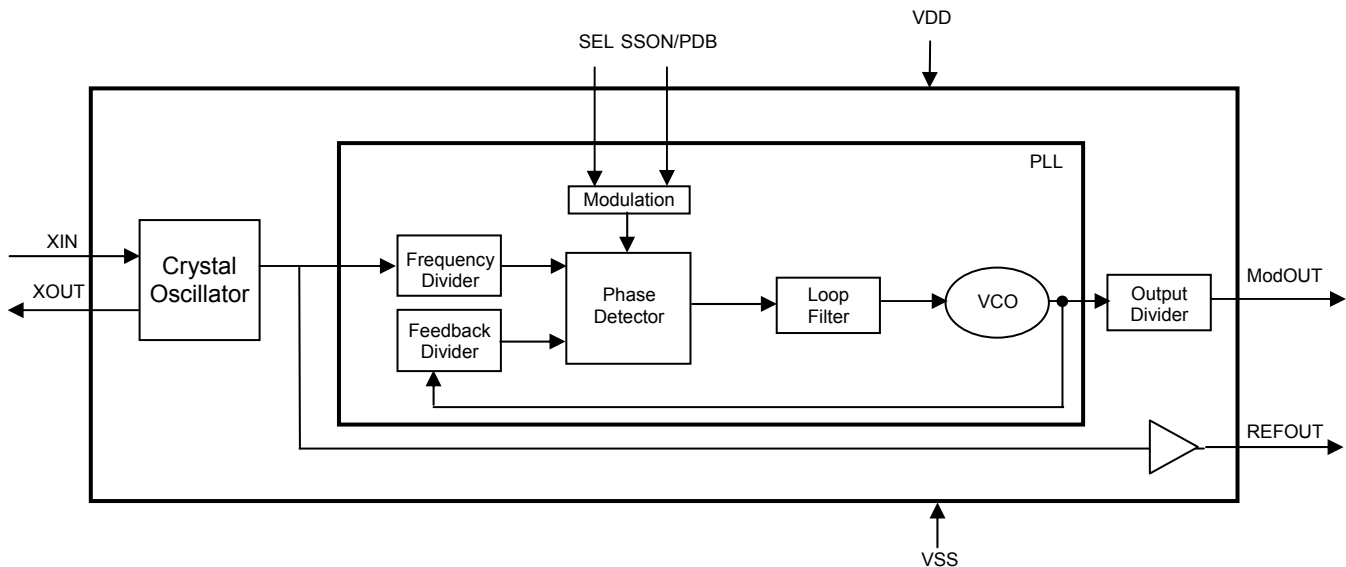 VDD
SEL SSON/PDB
PLL
Modulation
XIN
XOUT
Crystal
Oscillator
Frequency
Divider
Feedback
Divider
Phase
Detector
Loop
Filter
VCO
Output
Divider
ModOUT
REFOUT
VSS